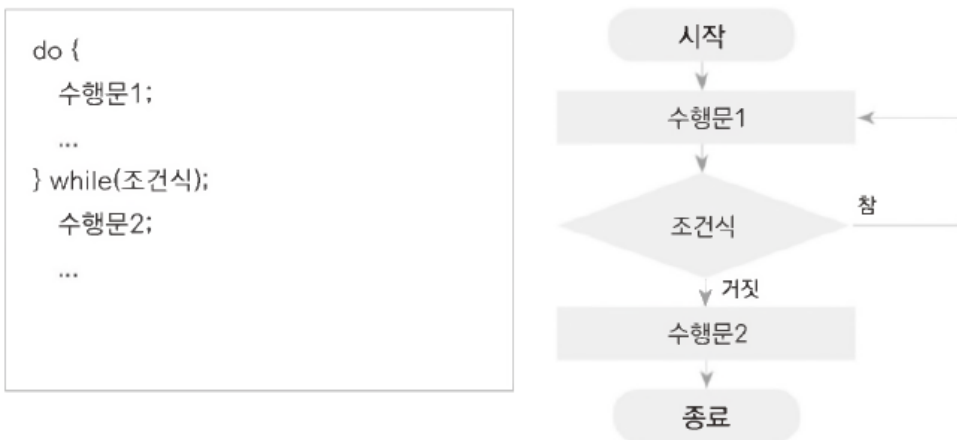 do {
수행문1;
...
} while(조건식);
수행문2;
...
시작
수행문1
조건식
참
거짓
수행문2
종료